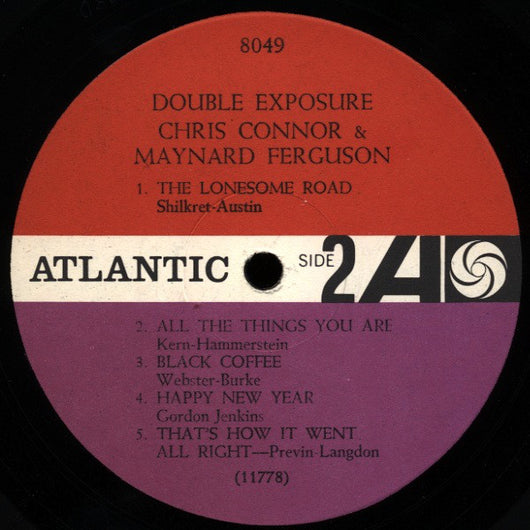 8049
DOUBLE EXPOSURE
CHRIS CONNOR &
MAYNARD FERGUSON
1. THE LONESOME ROAD
Shilkret-Austin
ATLANTIC SIDE 2 A
2. ALL THE THINGS YOU ARE
Kern-Hammerstein
3. BLACK COFFEE
Webster-Burke
4. HAPPY NEW YEAR
Gordon Jenkins
5. THAT'S HOW IT WENT
ALL RIGHT—Previn-Langdon
(11778)